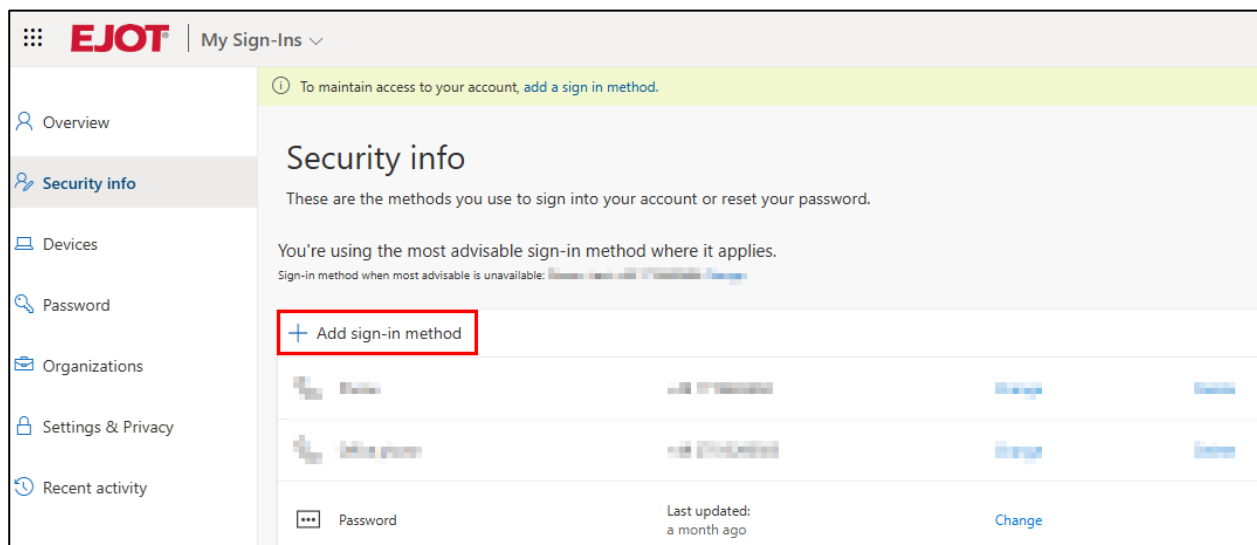 EJOT My Sign-Ins
To maintain access to your account, add a sign in method.
Overview
Security info
Devices
Password
Organizations
Settings & Privacy
Recent activity
Security info
These are the methods you use to sign into your account or reset your password.
You're using the most advisable sign-in method where it applies.
Sign-in method when most advisable is unavailable:
+ Add sign-in method
Password Last updated: Change
a month ago